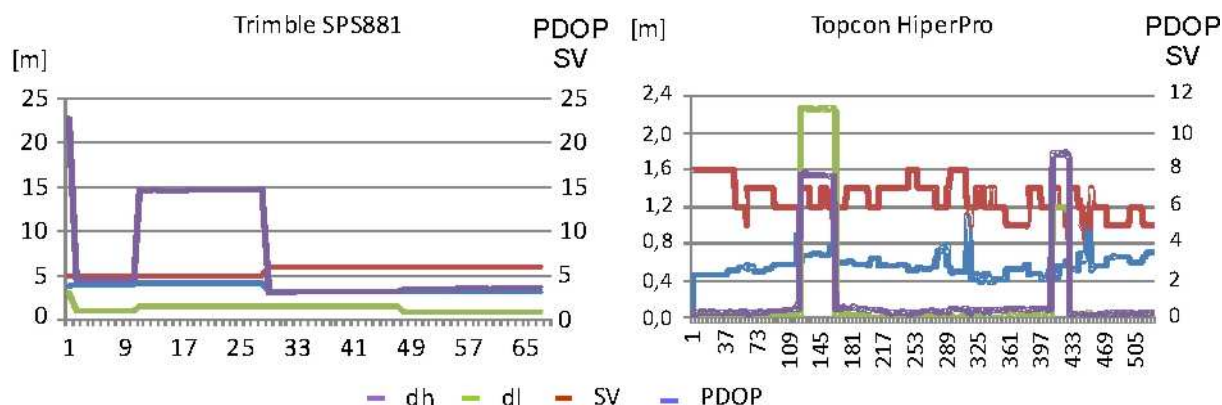 Trimble SPS881
PDOP
SV
[m]
25
20
15
10
5
0
25
20
15
10
5
0
1 9 17 25 33 41 49 57 65
Topcon HiperPro
PDOP
SV
[m]
2,4
2,0
1,6
1,2
0,8
0,4
0,0
12
10
8
6
4
2
0
1 37 73 109 145 181 217 253 289 325 361 397 433 469 505
dh dl SV PDOP